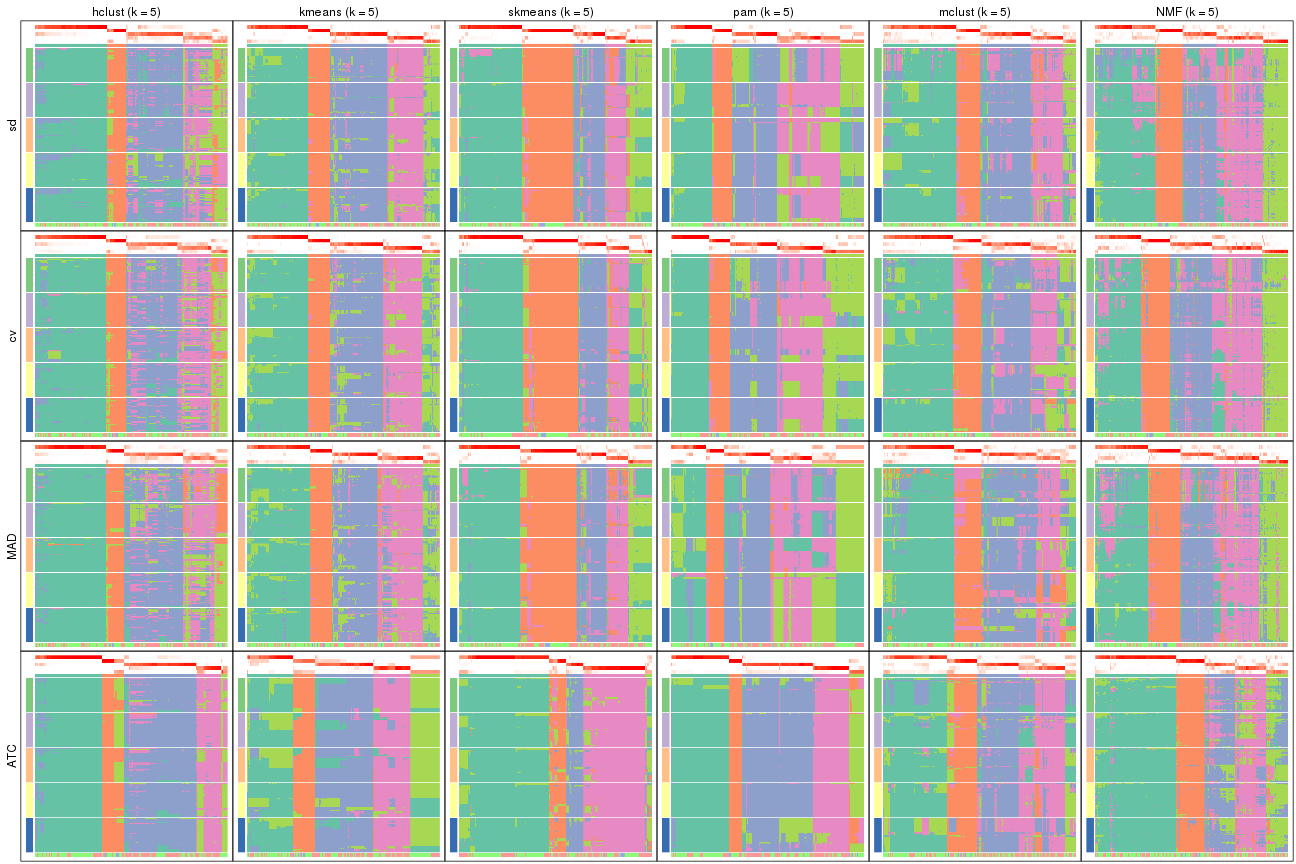 hclust (k = 5) kmeans (k = 5) skmeans (k = 5) pam (k = 5) mclust (k = 5) NMF (k = 5)
sd
cv
MAD
ATC